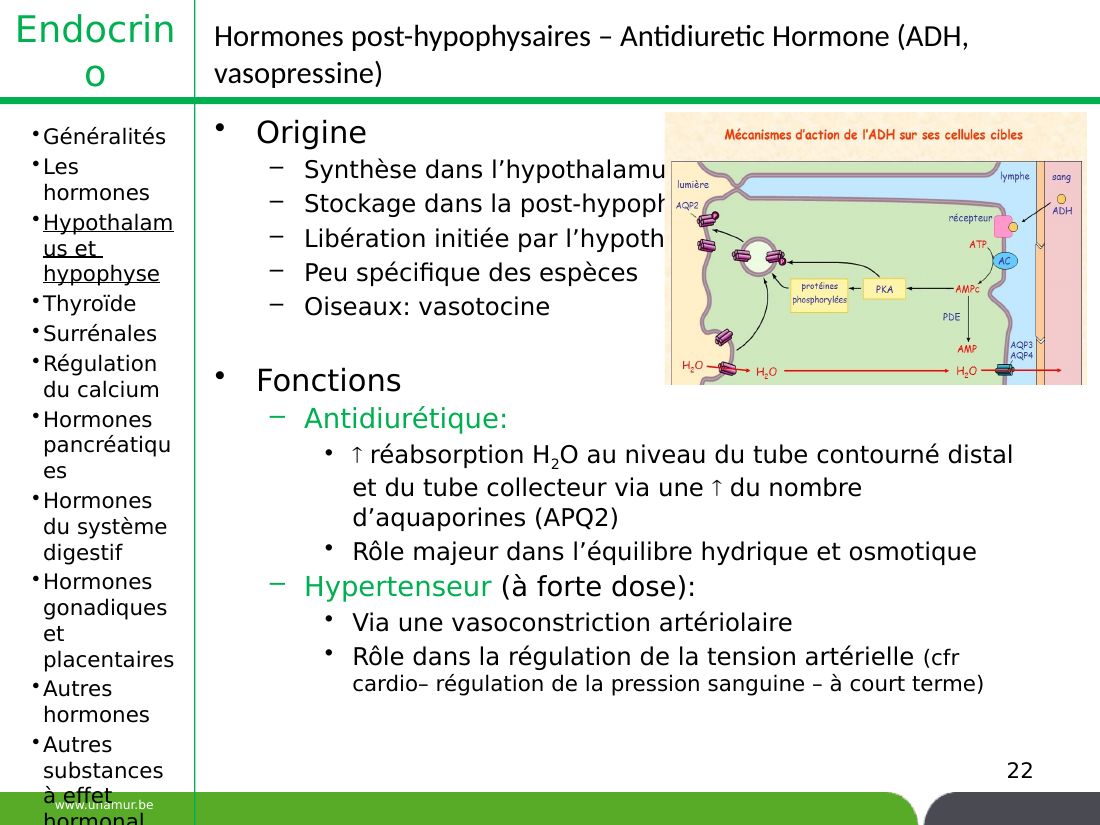 Endocrin
o
Hormones post-hypophysaires – Antidiuretic Hormone (ADH,
vasopressine)
•Généralités
•Les
hormones
•Hypothalam
us et
hypophyse
•Thyroïde
•Surrénales
•Régulation
du calcium
•Hormones
pancréatiqu
es
•Hormones
du système
digestif
•Hormones
gonadiques
et
placentaires
•Autres
hormones
•Autres
substances
à effet
hormonal
• Origine
– Synthèse dans l’hypothalamu
– Stockage dans la post-hypoph
– Libération initiée par l’hypoth
– Peu spécifique des espèces
– Oiseaux: vasotocine
Mécanismes d’action de l’ADH sur ses cellules cibles
lumière
lymphe
sang
AQP2
récepteur
ADH
ATP
AC
protéines
phosphorylées
PKA
AMPc
PDE
AMP
AQP3
AQP4
H2O
H2O
H2O
• Fonctions
– Antidiurétique:
• ↑ réabsorption H2O au niveau du tube contourné distal
et du tube collecteur via une ↑ du nombre
d’aquaporines (APQ2)
• Rôle majeur dans l’équilibre hydrique et osmotique
– Hypertenseur (à forte dose):
• Via une vasoconstriction artériolaire
• Rôle dans la régulation de la tension artérielle (cfr
cardio– régulation de la pression sanguine – à court terme)
22
www.unamur.be